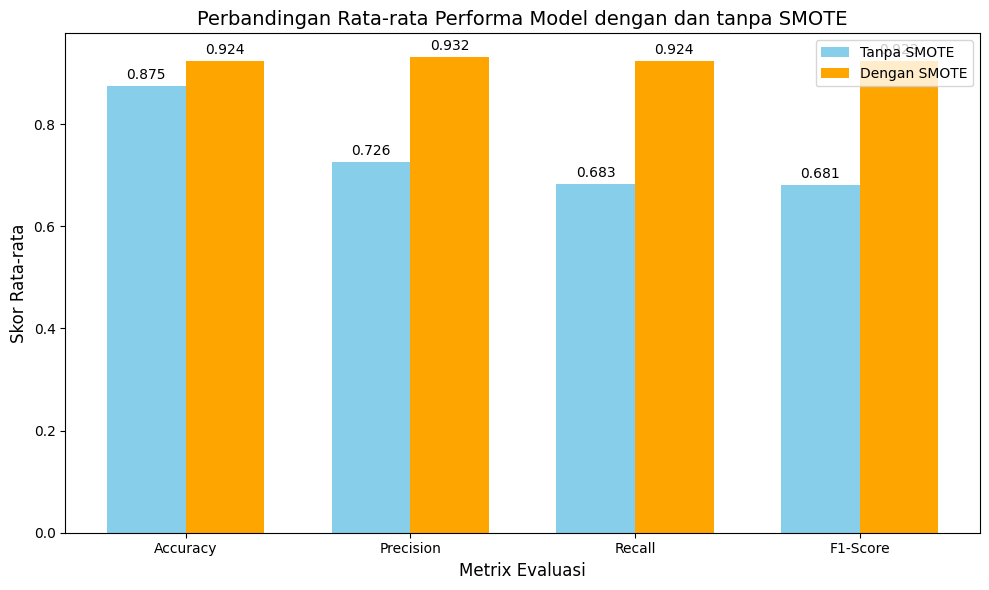 Perbandingan Rata-rata Performa Model dengan dan tanpa SMOTE
Tanpa SMOTE
Dengan SMOTE
0.875
0.924
0.726
0.932
0.683
0.924
0.681
Skor Rata-rata
0.8
0.6
0.4
0.2
0.0
Accuracy
Precision
Recall
F1-Score
Metrix Evaluasi